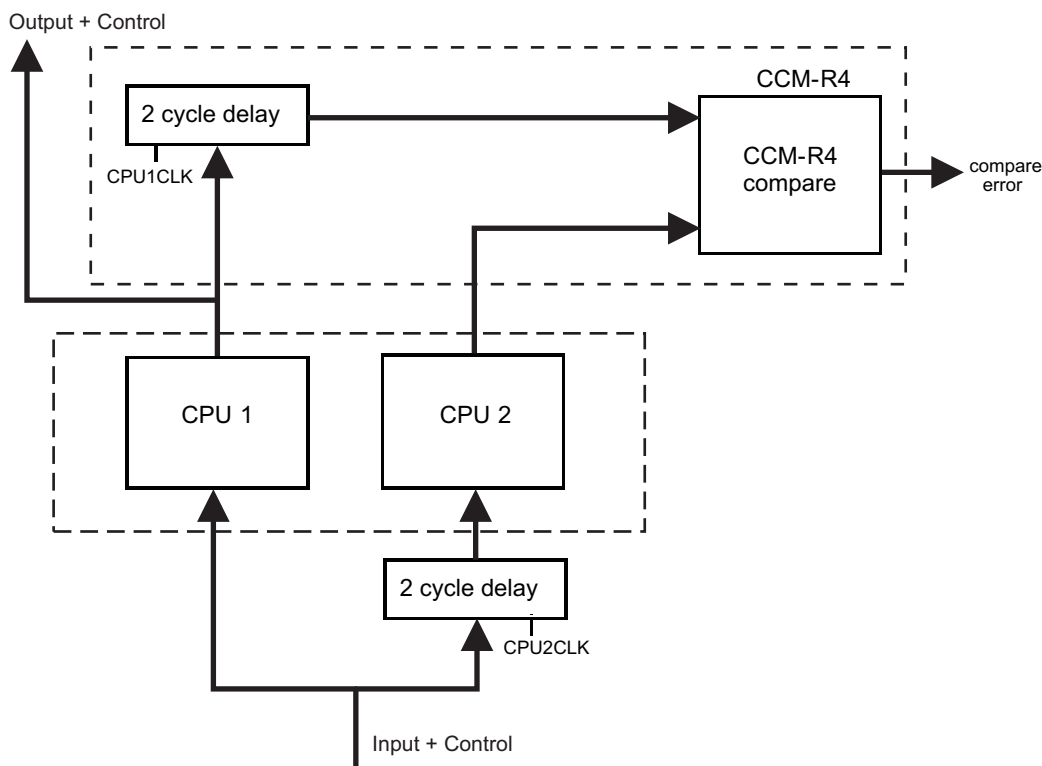 Output + Control
CCM-R4
2 cycle delay
CPU1CLK
CCM-R4
compare
compare
error
CPU 1
CPU 2
2 cycle delay
CPU2CLK
Input + Control